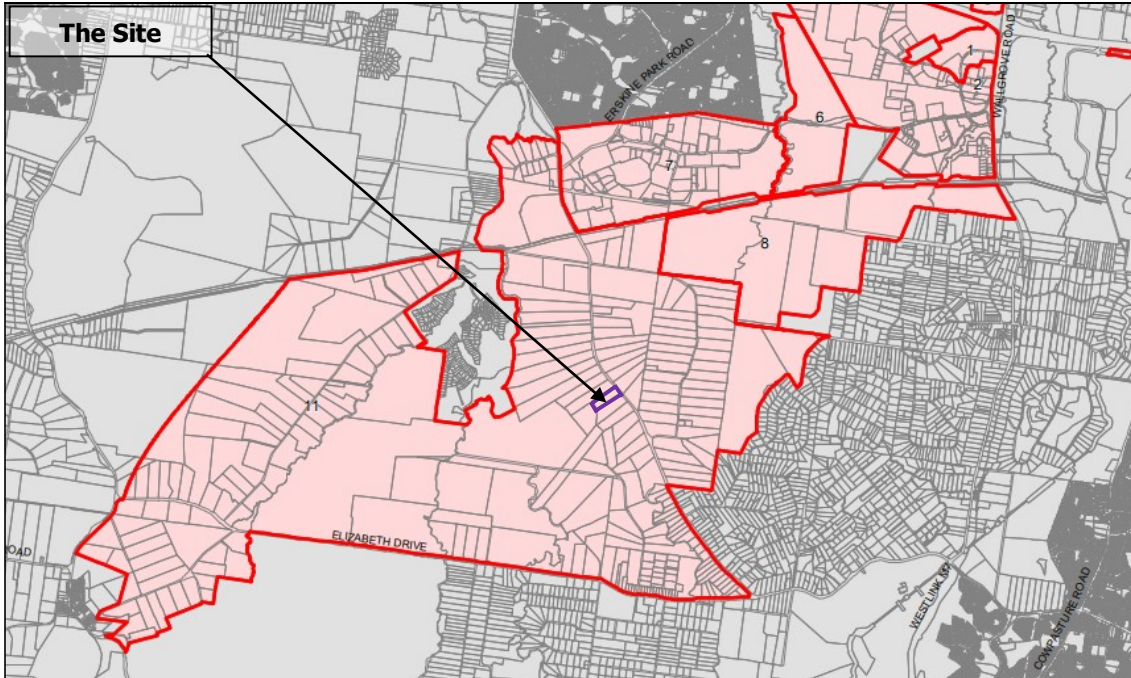 The Site
ERSKINE PARK ROAD
WALLGROVE ROAD
1
2
6
7
8
11
ELIZABETH DRIVE
OAD
WESTLINK M7
COWPASTURE ROAD